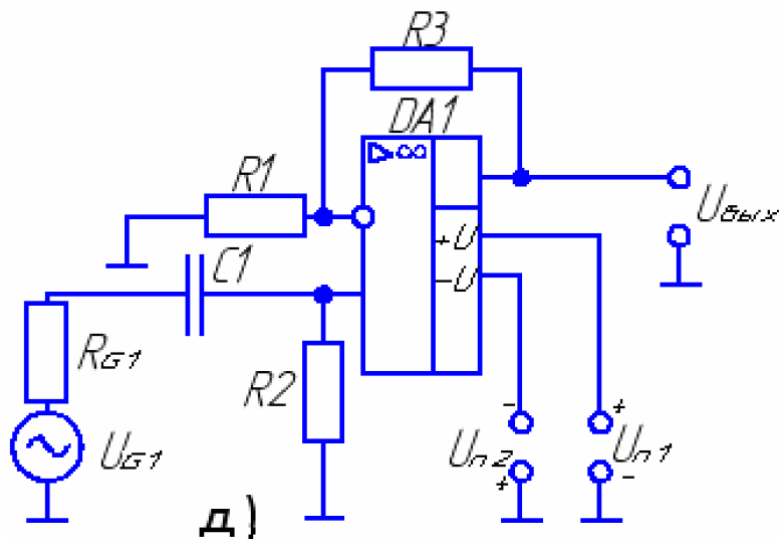 R3
DA1
▷∞
R1
Uвых
+U
C1
-U
RG1
R2
-
+
UG1
Uп2
Uп1
+
-
д)